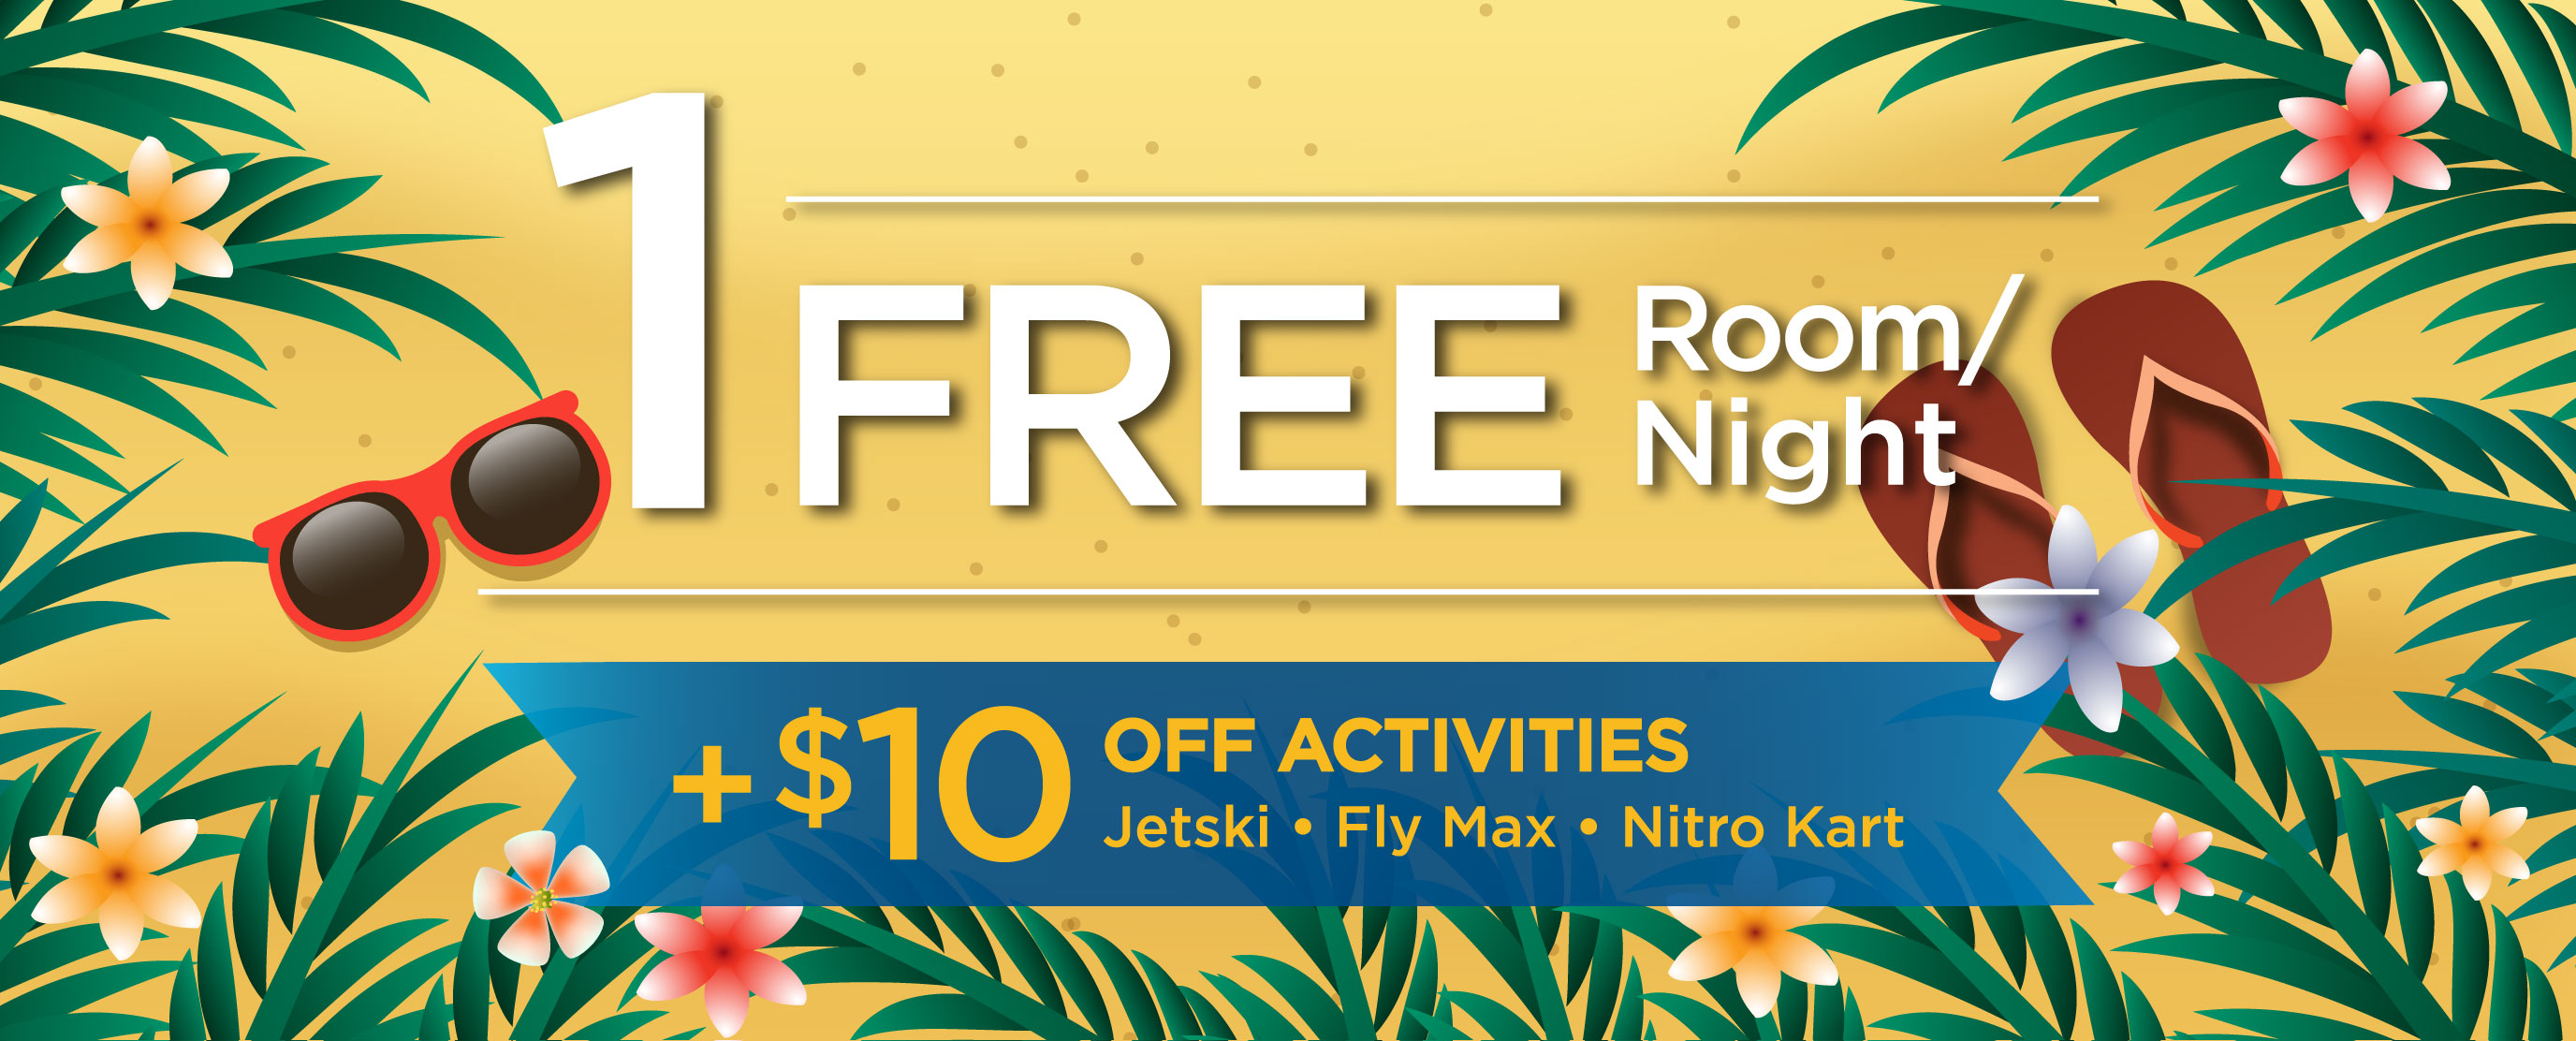 1 FREE Room/
Night
+$10 OFF ACTIVITIES
Jetski • Fly Max • Nitro Kart